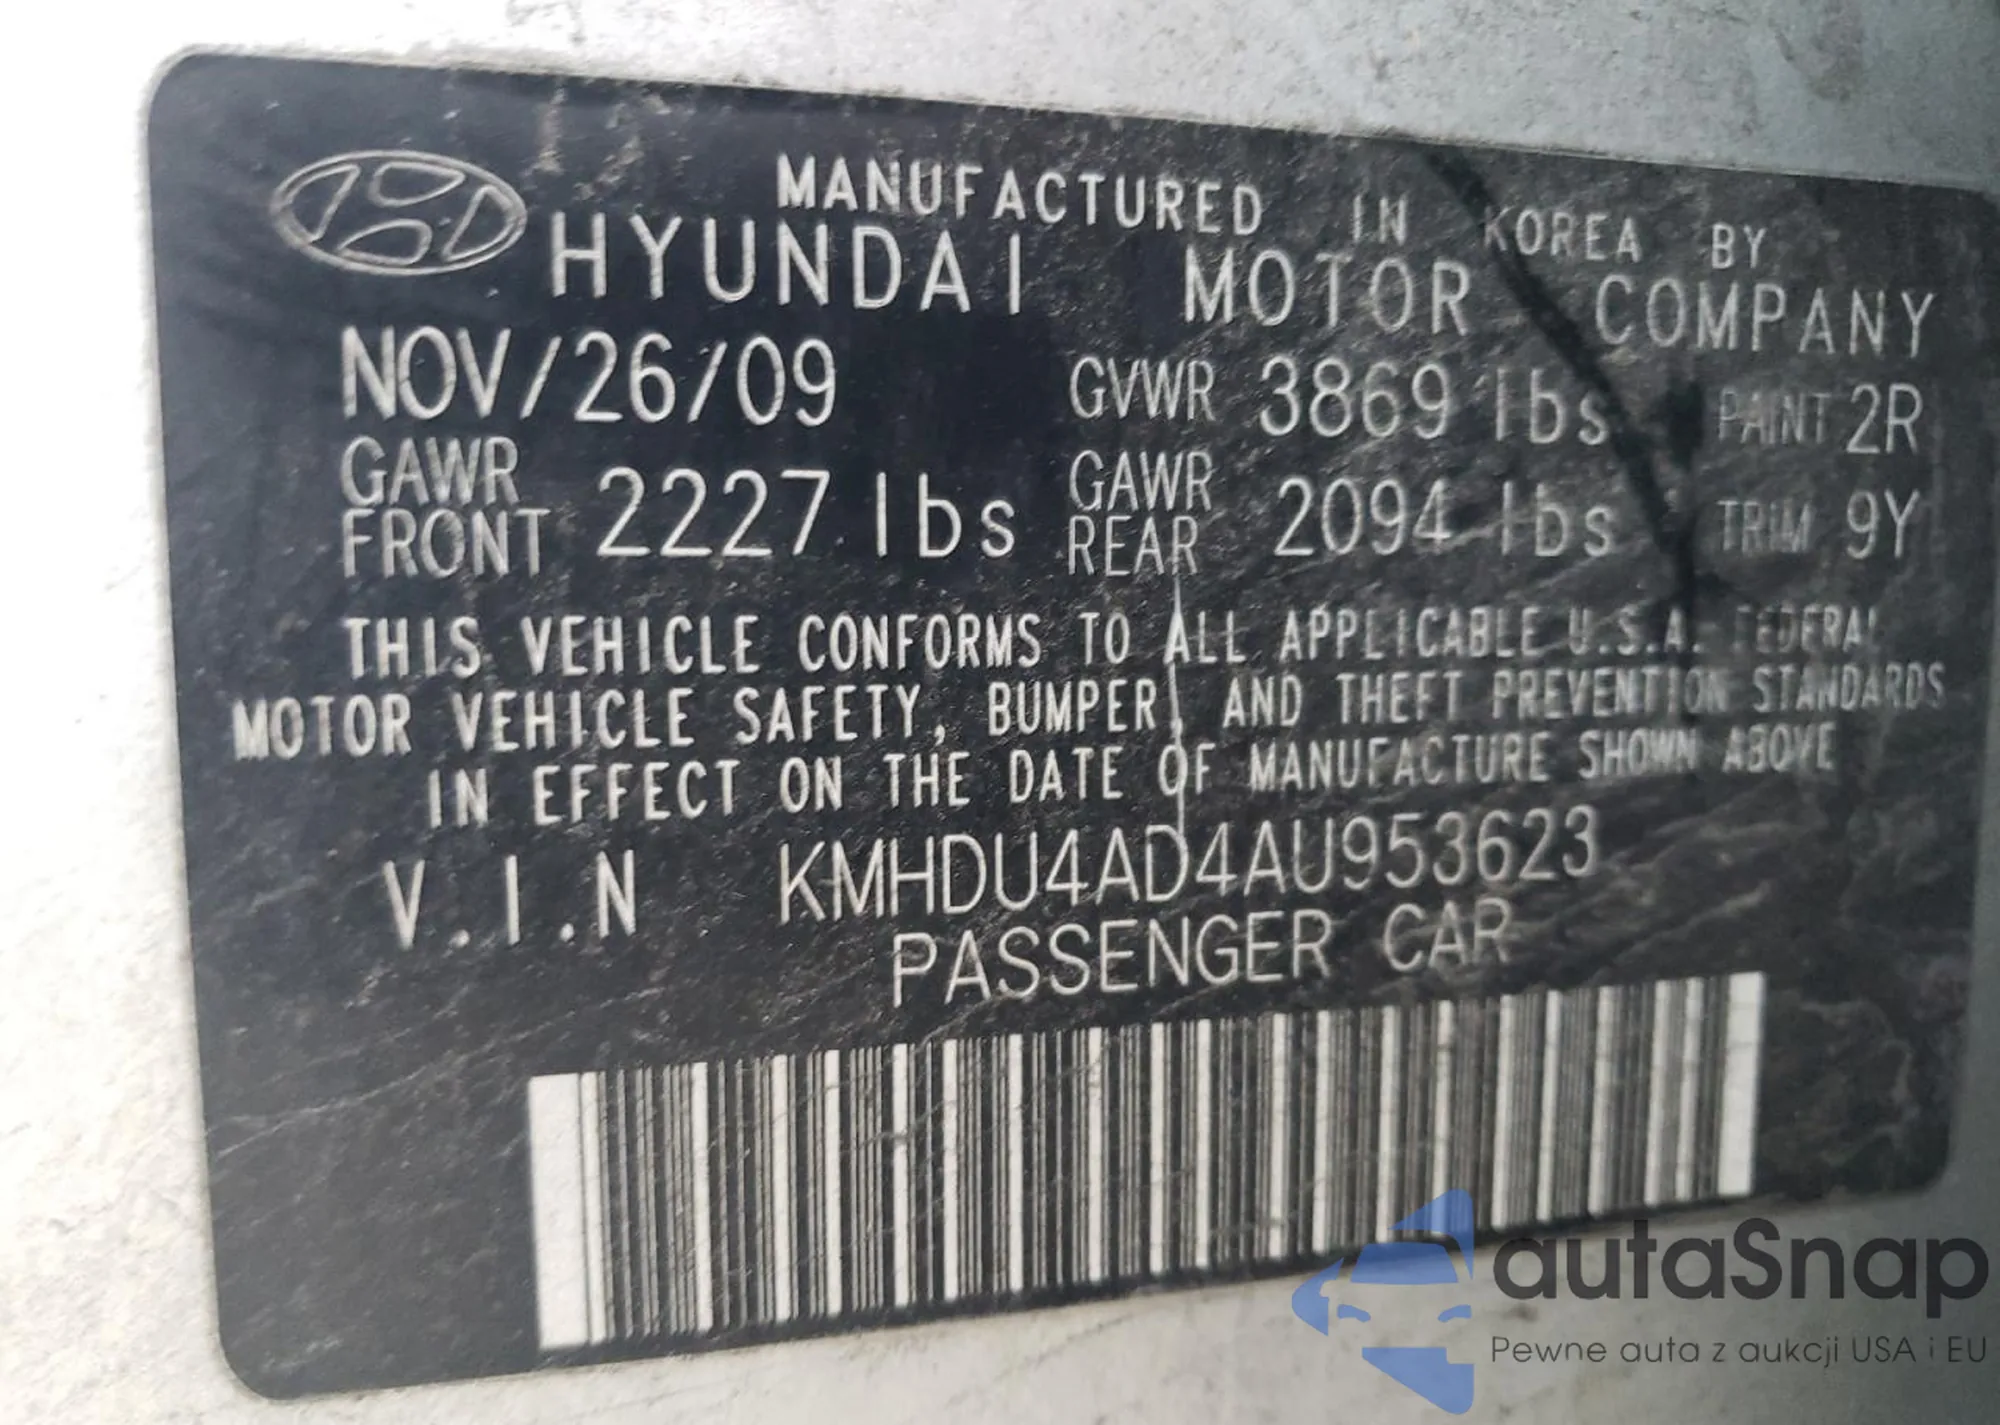 MANUFACTURED IN KOREA BY
HYUNDAI MOTOR COMPANY
NOV/26/09 GVWR 3869 lbs PAINT 2R
GAWR FRONT 2227 lbs GAWR REAR 2094 lbs TRIM 9Y
THIS VEHICLE CONFORMS TO ALL APPLICABLE U.S.A. FEDERAL
MOTOR VEHICLE SAFETY, BUMPER, AND THEFT PREVENTION STANDARDS
IN EFFECT ON THE DATE OF MANUFACTURE SHOWN ABOVE
V.I.N KMHDU4AD4AU953623
PASSENGER CAR
autaSnap
Pewne auta z aukcji USA i EU